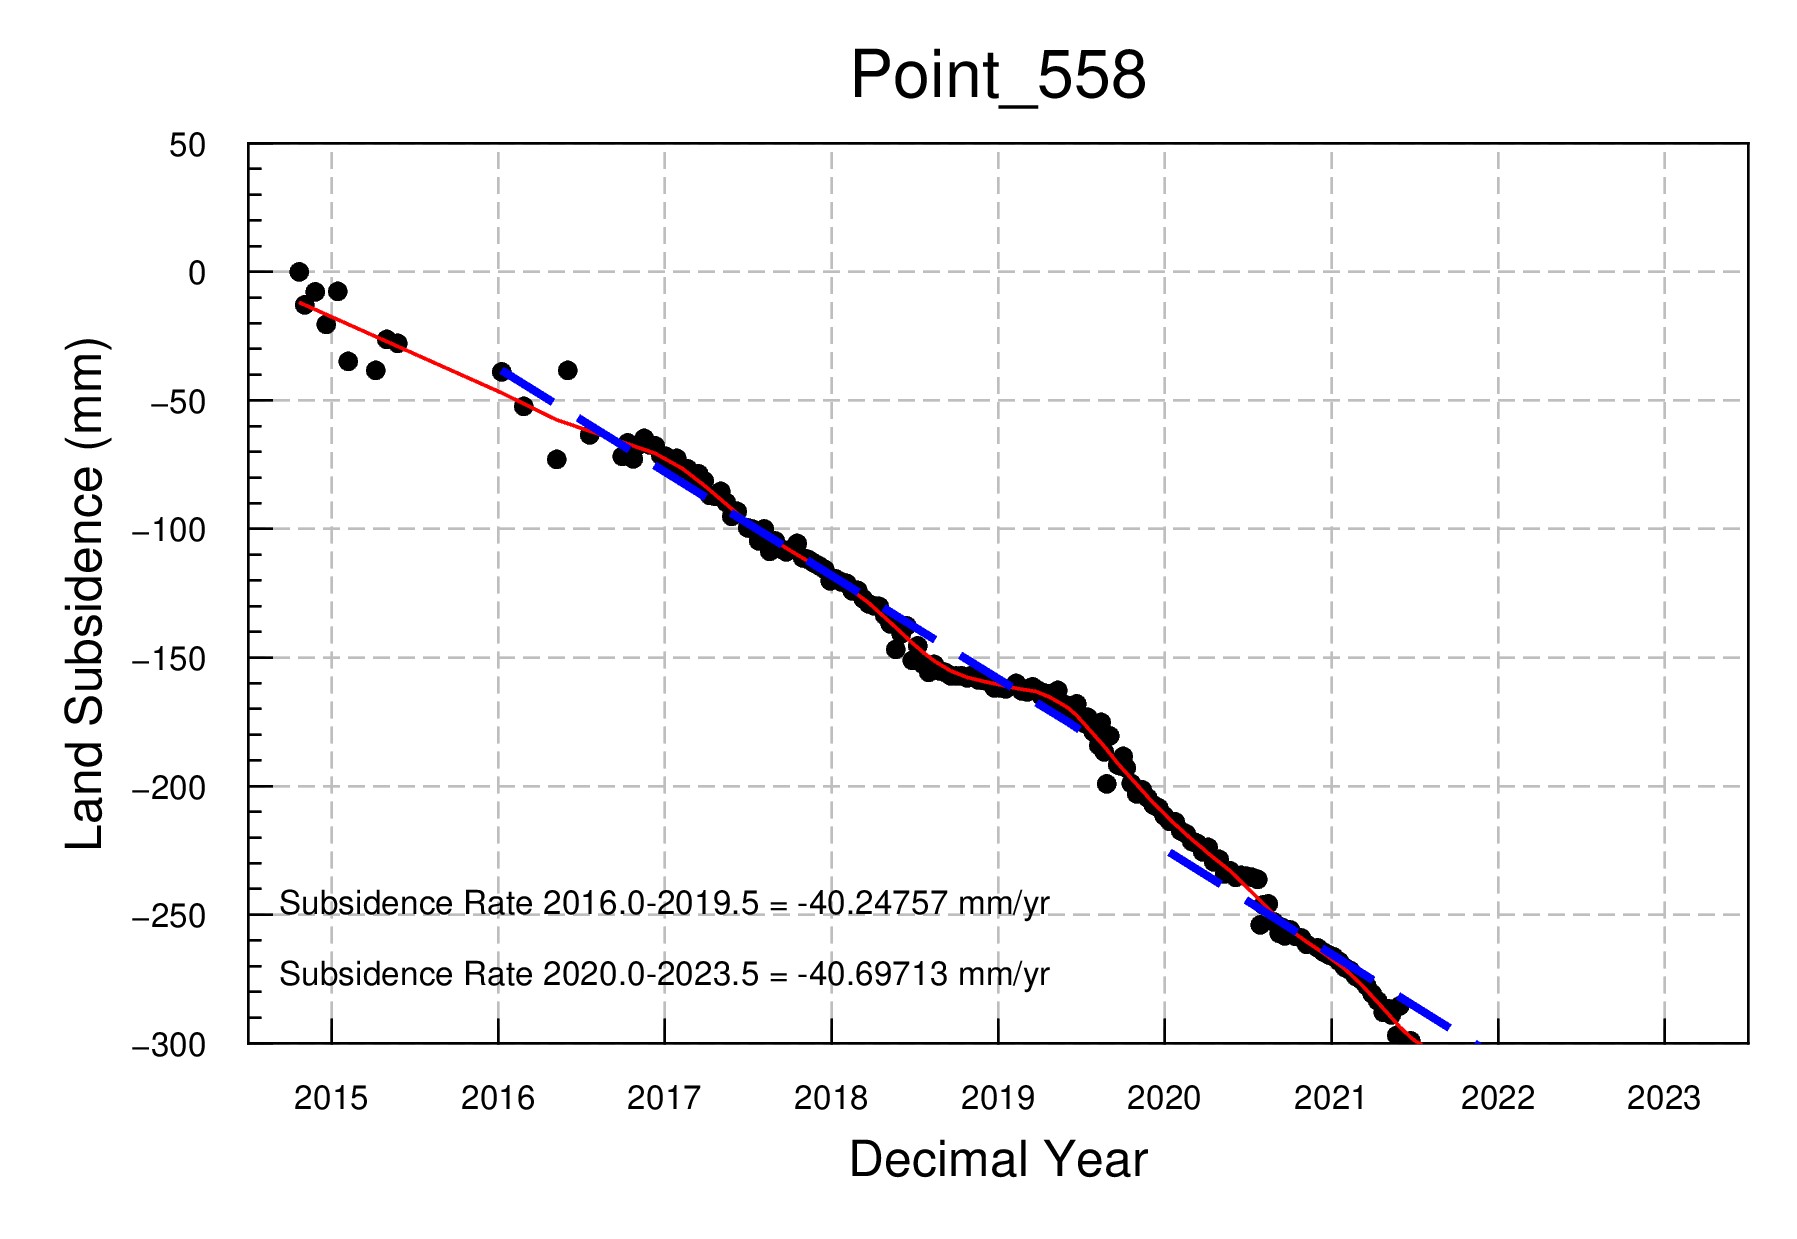 Point_558
50
0
−50
−100
−150
−200
−250
−300
Land Subsidence (mm)
Subsidence Rate 2016.0-2019.5 = -40.24757 mm/yr
Subsidence Rate 2020.0-2023.5 = -40.69713 mm/yr
2015 2016 2017 2018 2019 2020 2021 2022 2023
Decimal Year